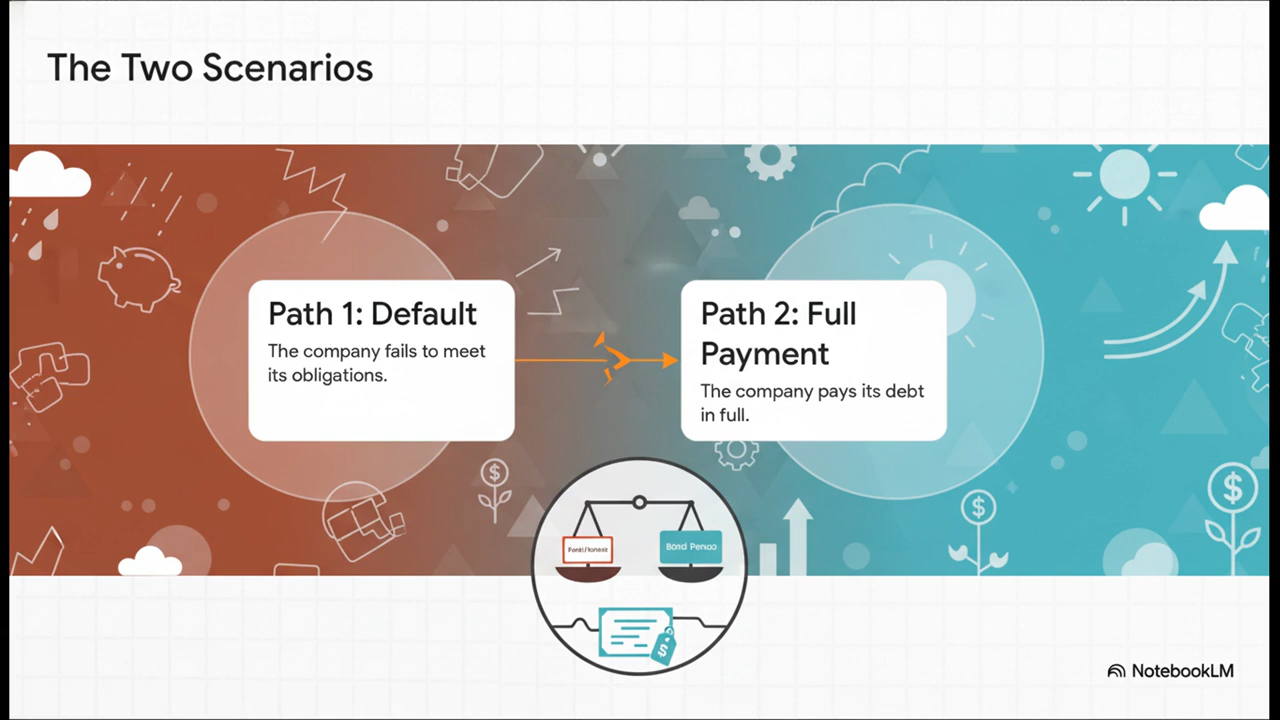 The Two Scenarios
Path 1: Default
The company fails to meet
its obligations.
Path 2: Full
Payment
The company pays its debt
in full.
Bond
NotebookLM